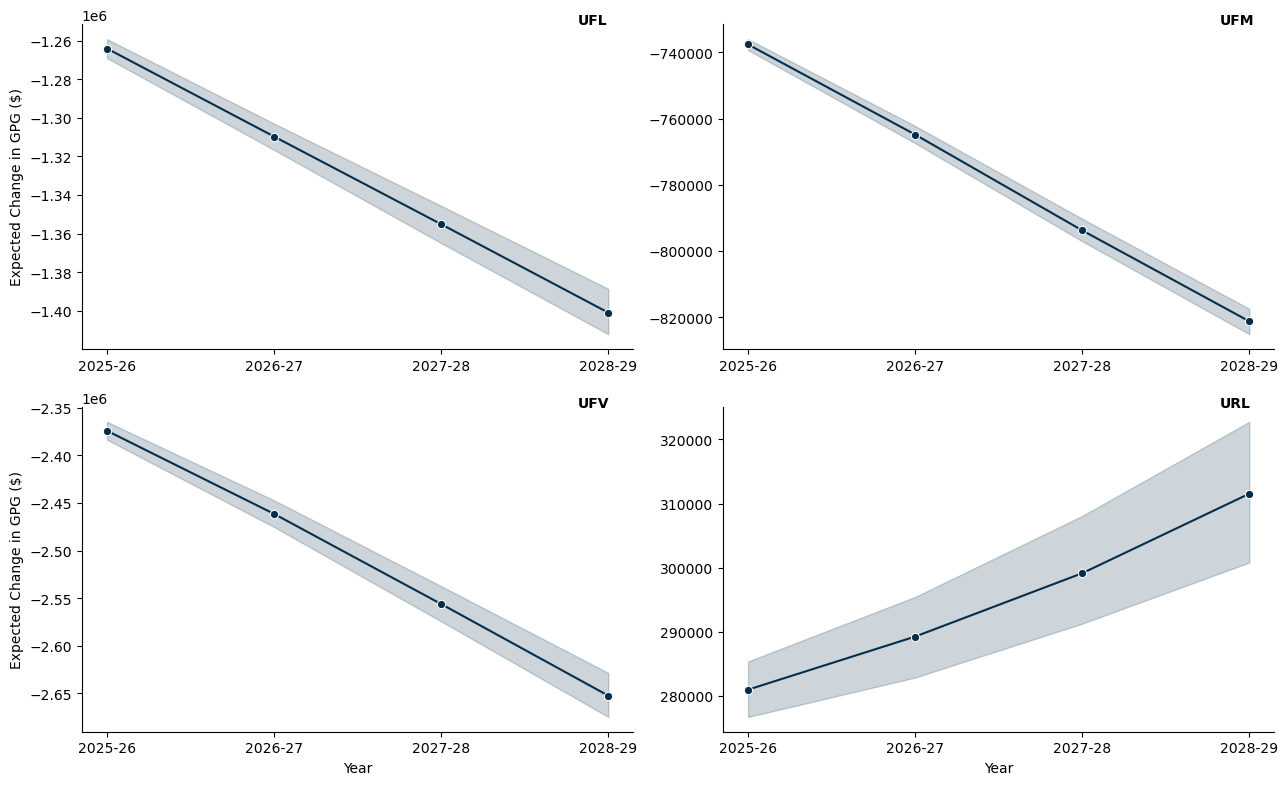 1e6
UFL
Expected Change in GPG ($)
−1.26
−1.28
−1.30
−1.32
−1.34
−1.36
−1.38
−1.40
2025-26 2026-27 2027-28 2028-29
UFM
−740000
−760000
−780000
−800000
−820000
2025-26 2026-27 2027-28 2028-29
1e6
UFV
Expected Change in GPG ($)
−2.35
−2.40
−2.45
−2.50
−2.55
−2.60
−2.65
2025-26 2026-27 2027-28 2028-29
Year
URL
320000
310000
300000
290000
280000
2025-26 2026-27 2027-28 2028-29
Year